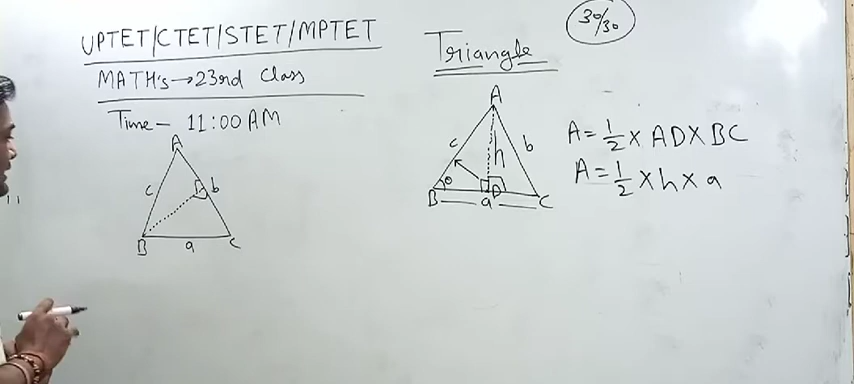 UPTET/CTET/STET/MPTET
MATH's→23rd Class
Time- 11:00 AM
A
c
D
b
B
a
C
Triangle
30/30
A
c
h
b
B
θ
D
a
C
A=1/2 X AD X BC
A=1/2 X h X a